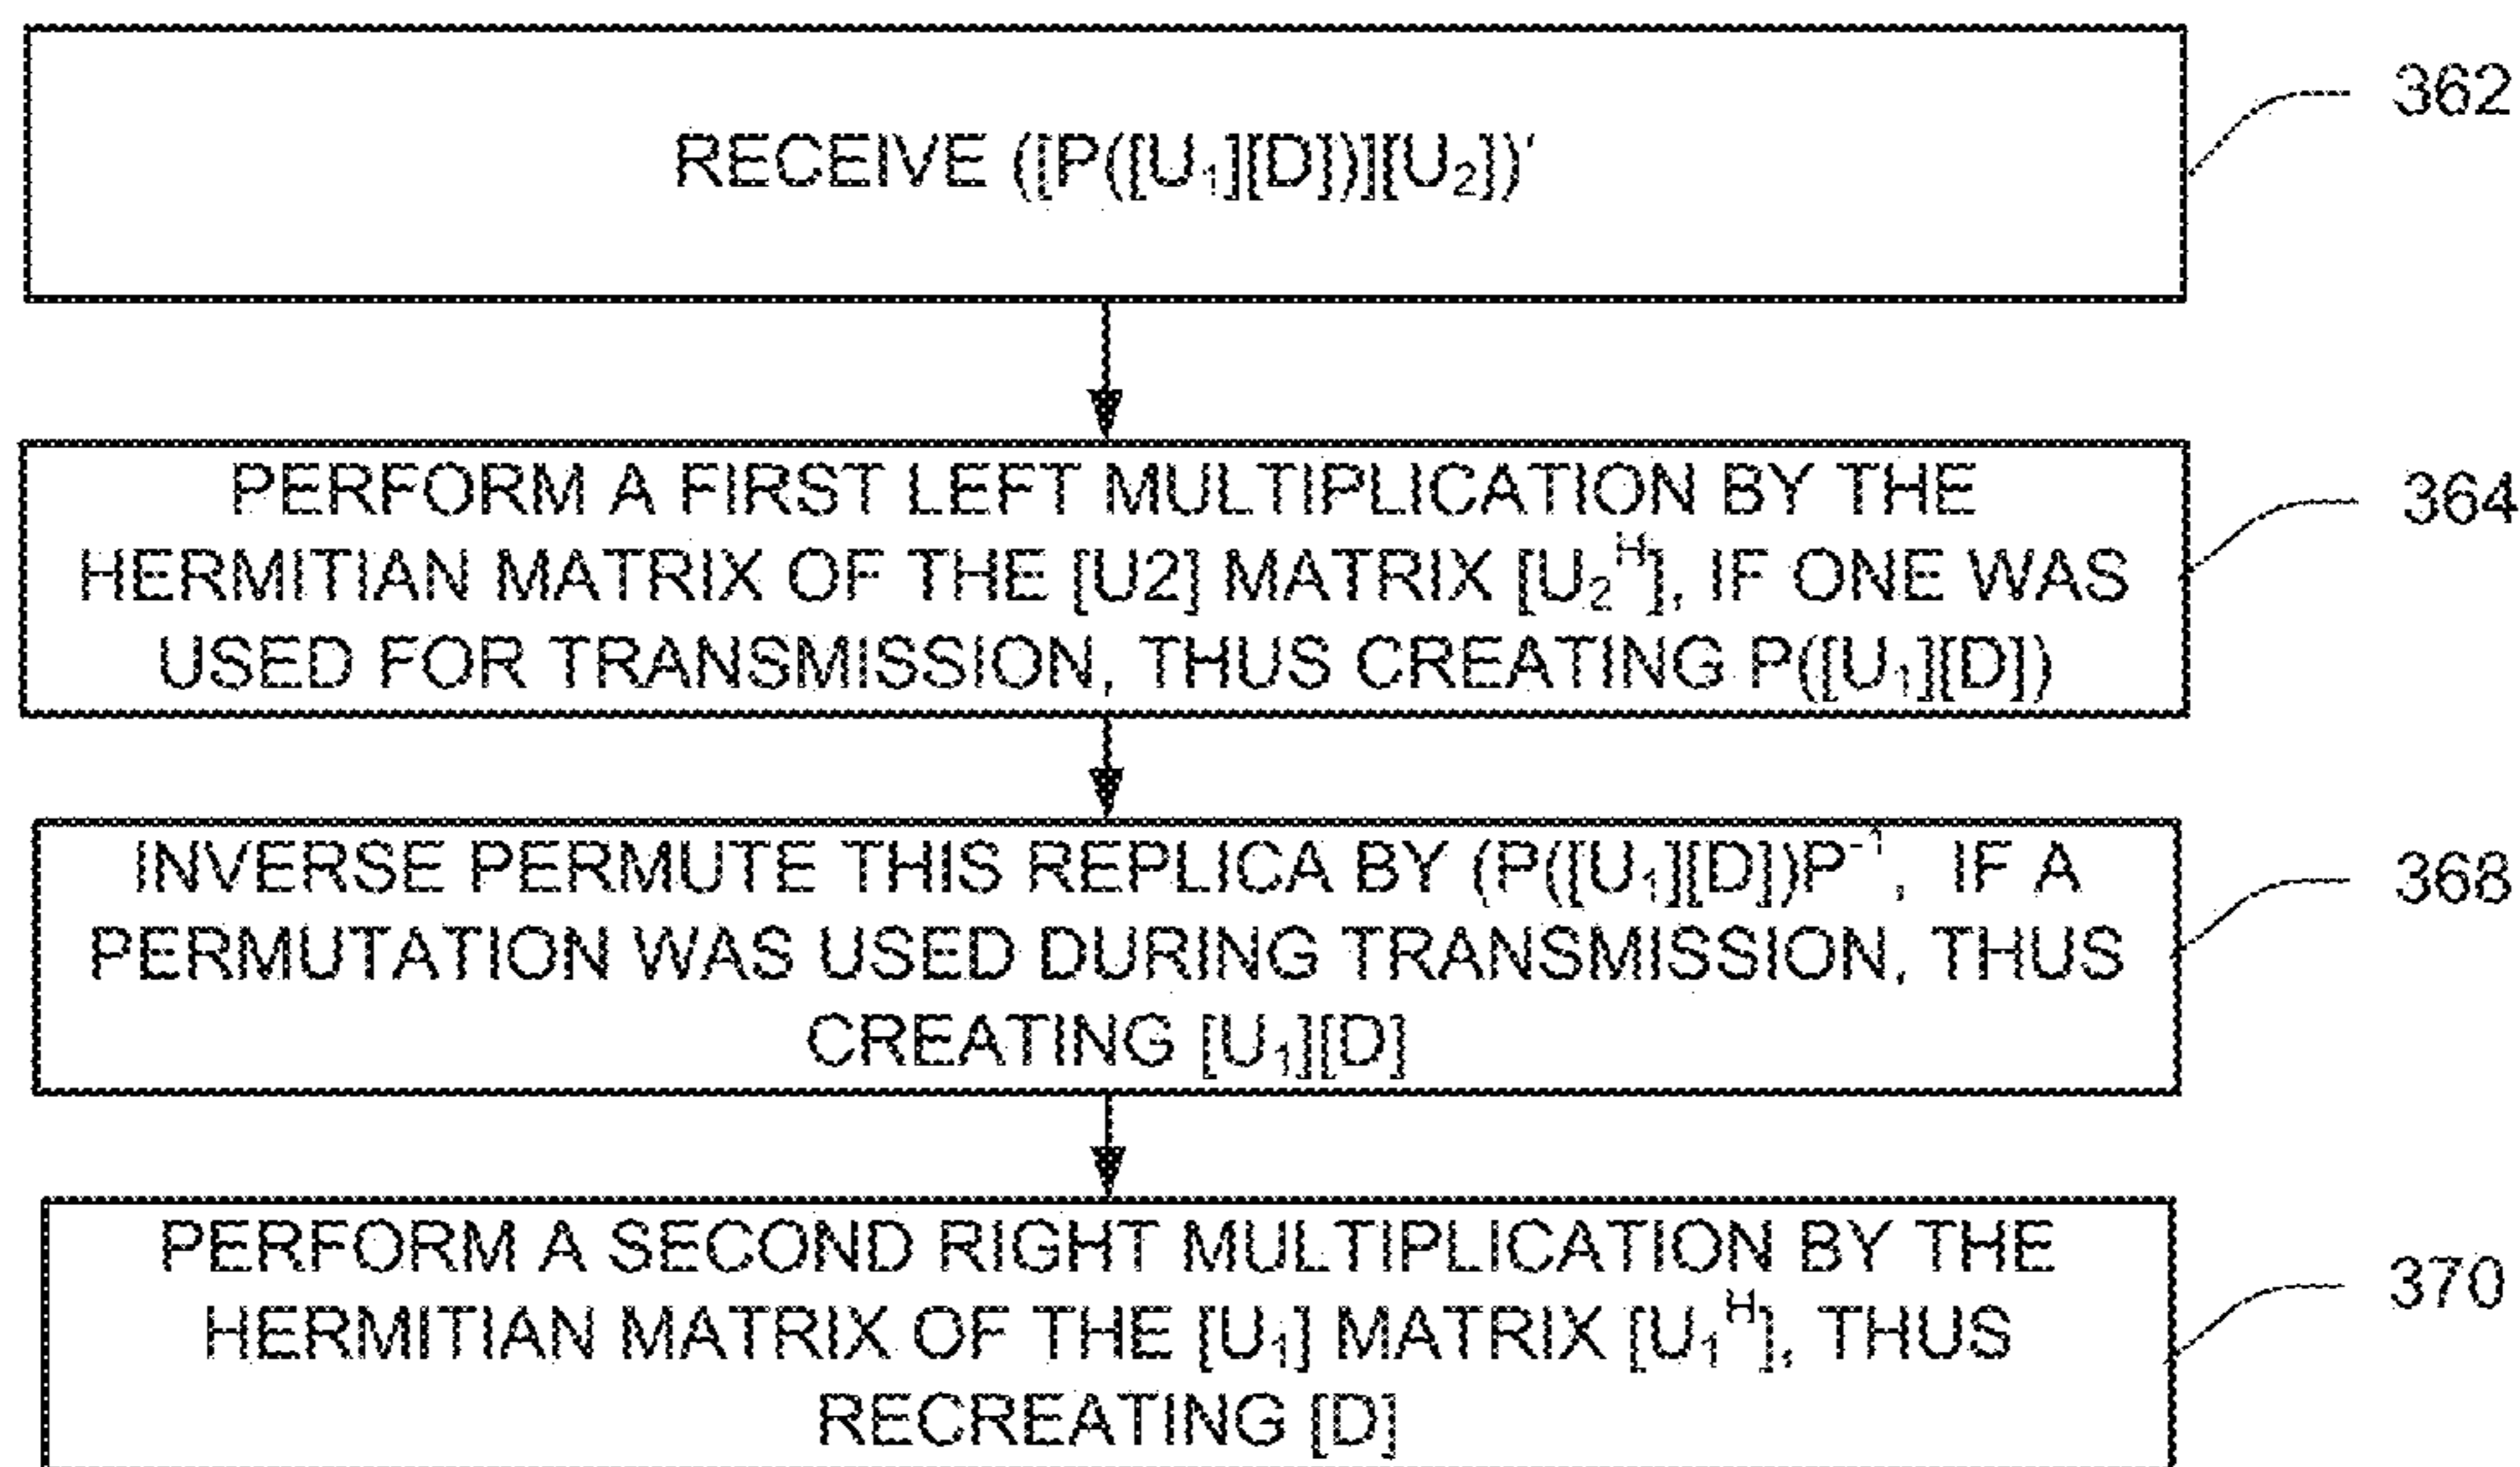 RECEIVE ([P([U₁][D])][U₂])'
362
PERFORM A FIRST LEFT MULTIPLICATION BY THE
HERMITIAN MATRIX OF THE [U2] MATRIX [U₂ᴴ], IF ONE WAS
USED FOR TRANSMISSION, THUS CREATING P([U₁][D])
364
INVERSE PERMUTE THIS REPLICA BY (P([U₁][D])P⁻¹, IF A
PERMUTATION WAS USED DURING TRANSMISSION, THUS
CREATING [U₁][D]
368
PERFORM A SECOND RIGHT MULTIPLICATION BY THE
HERMITIAN MATRIX OF THE [U₁] MATRIX [U₁ᴴ], THUS
RECREATING [D]
370